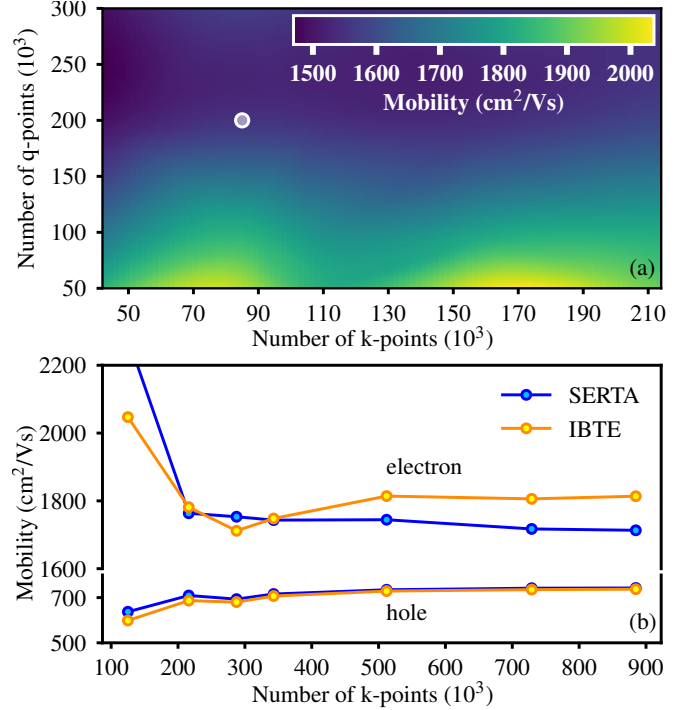 300
250
200
150
100
50
Number of q-points (10³)
1500 1600 1700 1800 1900 2000
Mobility (cm²/Vs)
(a)
50 70 90 110 130 150 170 190 210
Number of k-points (10³)
2200
2000
1800
1600
700
500
Mobility (cm²/Vs)
SERTA
IBTE
electron
hole
(b)
100 200 300 400 500 600 700 800 900
Number of k-points (10³)